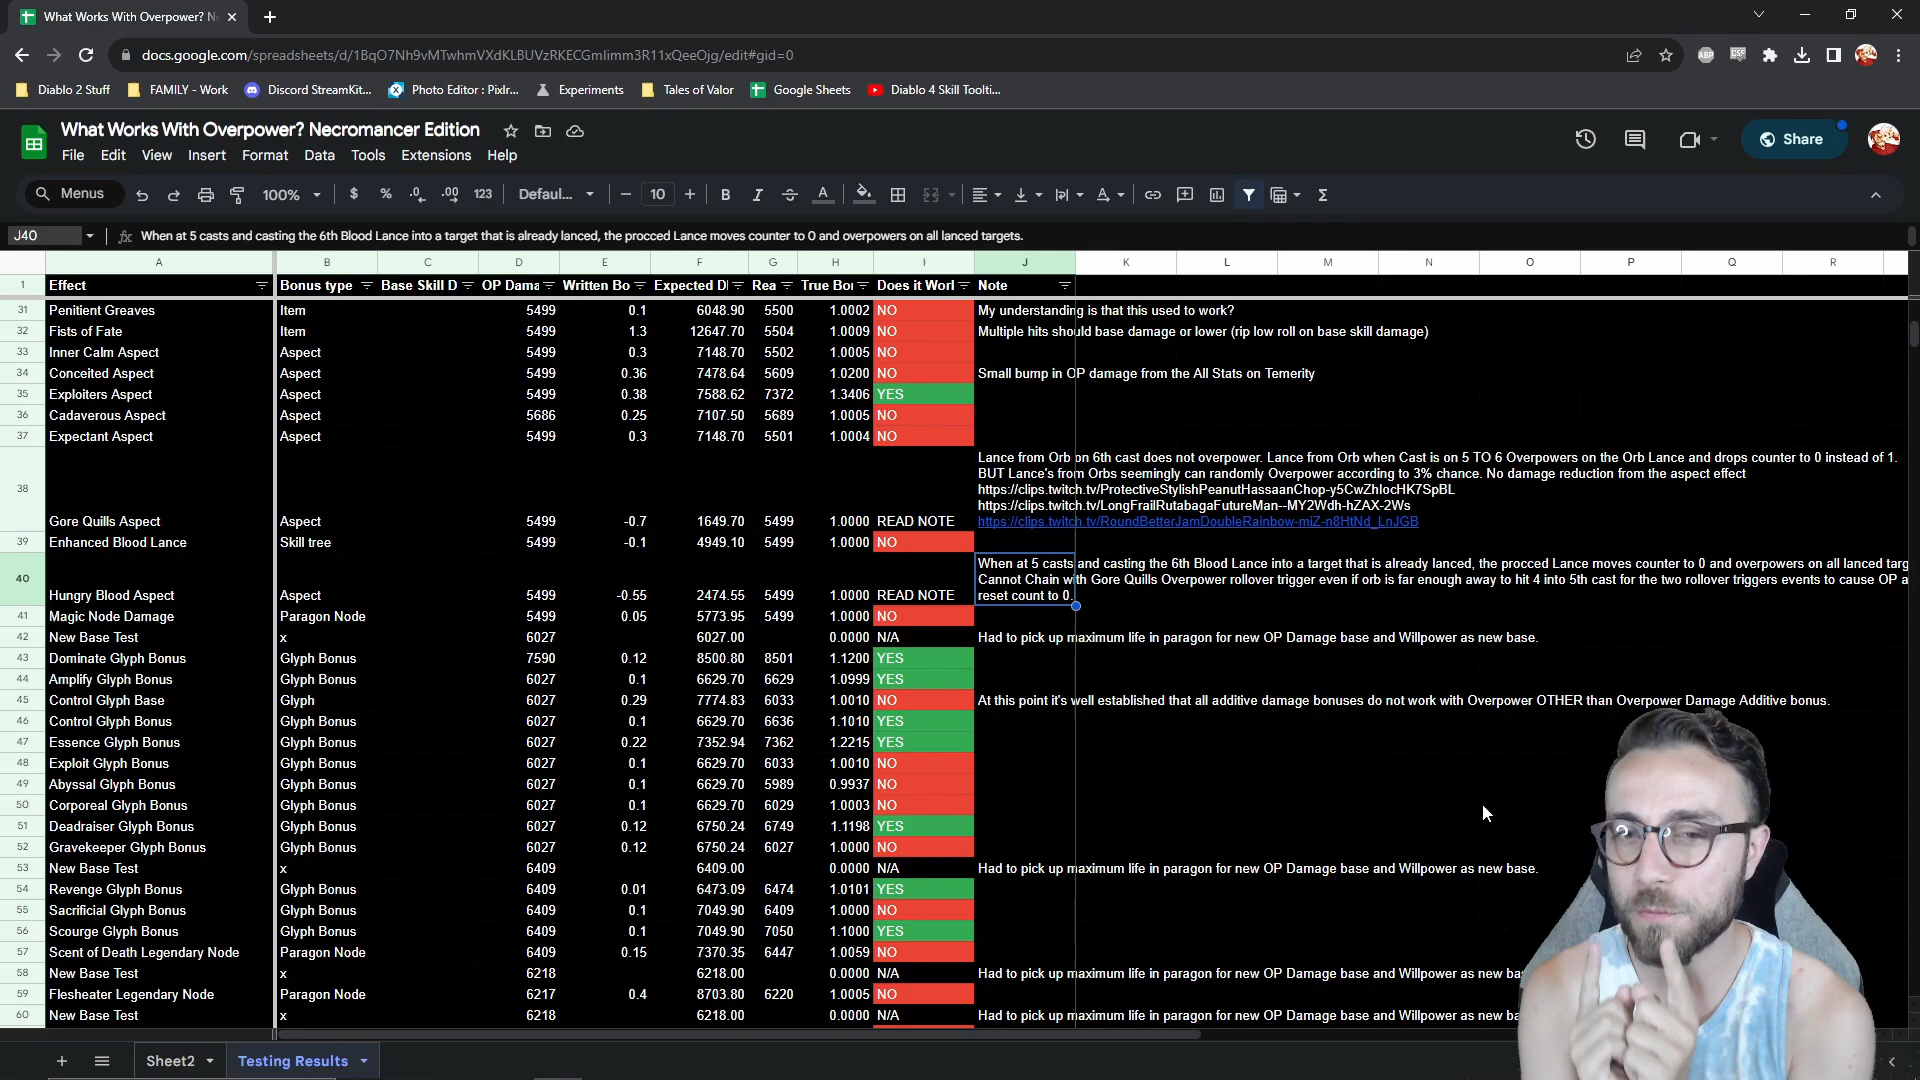 What Works With Overpower? Ne
docs.google.com/spreadsheets/d/1BqO7Nh9vMTwhmVXdKLBUVzRKECGmlimm3R11xQeeOjg/edit#gid=0
Diablo 2 Stuff FAMILY - Work Discord StreamKit... Photo Editor : Pixlr... Experiments Tales of Valor Google Sheets Diablo 4 Skill Toolti...
What Works With Overpower? Necromancer Edition
File Edit View Insert Format Data Tools Extensions Help
Share
Menus 100% $ % .0 .00 123 Defaul... 10 B I A
J40 fx When at 5 casts and casting the 6th Blood Lance into a target that is already lanced, the procced Lance moves counter to 0 and overpowers on all lanced targets.
A B C D E F G H I J K L M N O P Q R
1 Effect Bonus type Base Skill D OP Dama Written Bo Expected D Rea True Bo Does it Worl Note
31 Penitient Greaves Item 5499 0.1 6048.90 5500 1.0002 NO My understanding is that this used to work?
32 Fists of Fate Item 5499 1.3 12647.70 5504 1.0009 NO Multiple hits should base damage or lower (rip low roll on base skill damage)
33 Inner Calm Aspect Aspect 5499 0.3 7148.70 5502 1.0005 NO
34 Conceited Aspect Aspect 5499 0.36 7478.64 5609 1.0200 NO Small bump in OP damage from the All Stats on Temerity
35 Exploiters Aspect Aspect 5499 0.38 7588.62 7372 1.3406 YES
36 Cadaverous Aspect Aspect 5686 0.25 7107.50 5689 1.0005 NO
37 Expectant Aspect Aspect 5499 0.3 7148.70 5501 1.0004 NO
Lance from Orb on 6th cast does not overpower. Lance from Orb when Cast is on 5 TO 6 Overpowers on the Orb Lance and drops counter to 0 instead of 1.
BUT Lance's from Orbs seemingly can randomly Overpower according to 3% chance. No damage reduction from the aspect effect
https://clips.twitch.tv/ProtectiveStylishPeanutHassaanChop-y5CwZhlocHK7SpBL
https://clips.twitch.tv/LongFrailRutabagaFutureMan--MY2Wdh-hZAX-2Ws
38 Gore Quills Aspect Aspect 5499 -0.7 1649.70 5499 1.0000 READ NOTE https://clips.twitch.tv/RoundBetterJamDoubleRainbow-miZ-n8HtNd_LnJGB
39 Enhanced Blood Lance Skill tree 5499 -0.1 4949.10 5499 1.0000 NO
When at 5 casts and casting the 6th Blood Lance into a target that is already lanced, the procced Lance moves counter to 0 and overpowers on all lanced targ
Cannot Chain with Gore Quills Overpower rollover trigger even if orb is far enough away to hit 4 into 5th cast for the two rollover triggers events to cause OP a
40 Hungry Blood Aspect Aspect 5499 -0.55 2474.55 5499 1.0000 READ NOTE reset count to 0.
41 Magic Node Damage Paragon Node 5499 0.05 5773.95 5499 1.0000 NO
42 New Base Test x 6027 6027.00 0.0000 N/A Had to pick up maximum life in paragon for new OP Damage base and Willpower as new base.
43 Dominate Glyph Bonus Glyph Bonus 7590 0.12 8500.80 8501 1.1200 YES
44 Amplify Glyph Bonus Glyph Bonus 6027 0.1 6629.70 6629 1.0999 YES
45 Control Glyph Base Glyph 6027 0.29 7774.83 6033 1.0010 NO At this point it's well established that all additive damage bonuses do not work with Overpower OTHER than Overpower Damage Additive bonus.
46 Control Glyph Bonus Glyph Bonus 6027 0.1 6629.70 6636 1.1010 YES
47 Essence Glyph Bonus Glyph Bonus 6027 0.22 7352.94 7362 1.2215 YES
48 Exploit Glyph Bonus Glyph Bonus 6027 0.1 6629.70 6033 1.0010 NO
49 Abyssal Glyph Bonus Glyph Bonus 6027 0.1 6629.70 5989 0.9937 NO
50 Corporeal Glyph Bonus Glyph Bonus 6027 0.1 6629.70 6029 1.0003 NO
51 Deadraiser Glyph Bonus Glyph Bonus 6027 0.12 6750.24 6749 1.1198 YES
52 Gravekeeper Glyph Bonus Glyph Bonus 6027 0.12 6750.24 6027 1.0000 NO
53 New Base Test x 6409 6409.00 0.0000 N/A Had to pick up maximum life in paragon for new OP Damage base and Willpower as new base.
54 Revenge Glyph Bonus Glyph Bonus 6409 0.01 6473.09 6474 1.0101 YES
55 Sacrificial Glyph Bonus Glyph Bonus 6409 0.1 7049.90 6409 1.0000 NO
56 Scourge Glyph Bonus Glyph Bonus 6409 0.1 7049.90 7050 1.1000 YES
57 Scent of Death Legendary Node Paragon Node 6409 0.15 7370.35 6447 1.0059 NO
58 New Base Test x 6218 6218.00 0.0000 N/A Had to pick up maximum life in paragon for new OP Damage base and Willpower as new ba
59 Flesheater Legendary Node Paragon Node 6217 0.4 8703.80 6220 1.0005 NO
60 New Base Test x 6218 6218.00 0.0000 N/A Had to pick up maximum life in paragon for new OP Damage base and Willpower as new ba
Sheet2 Testing Results